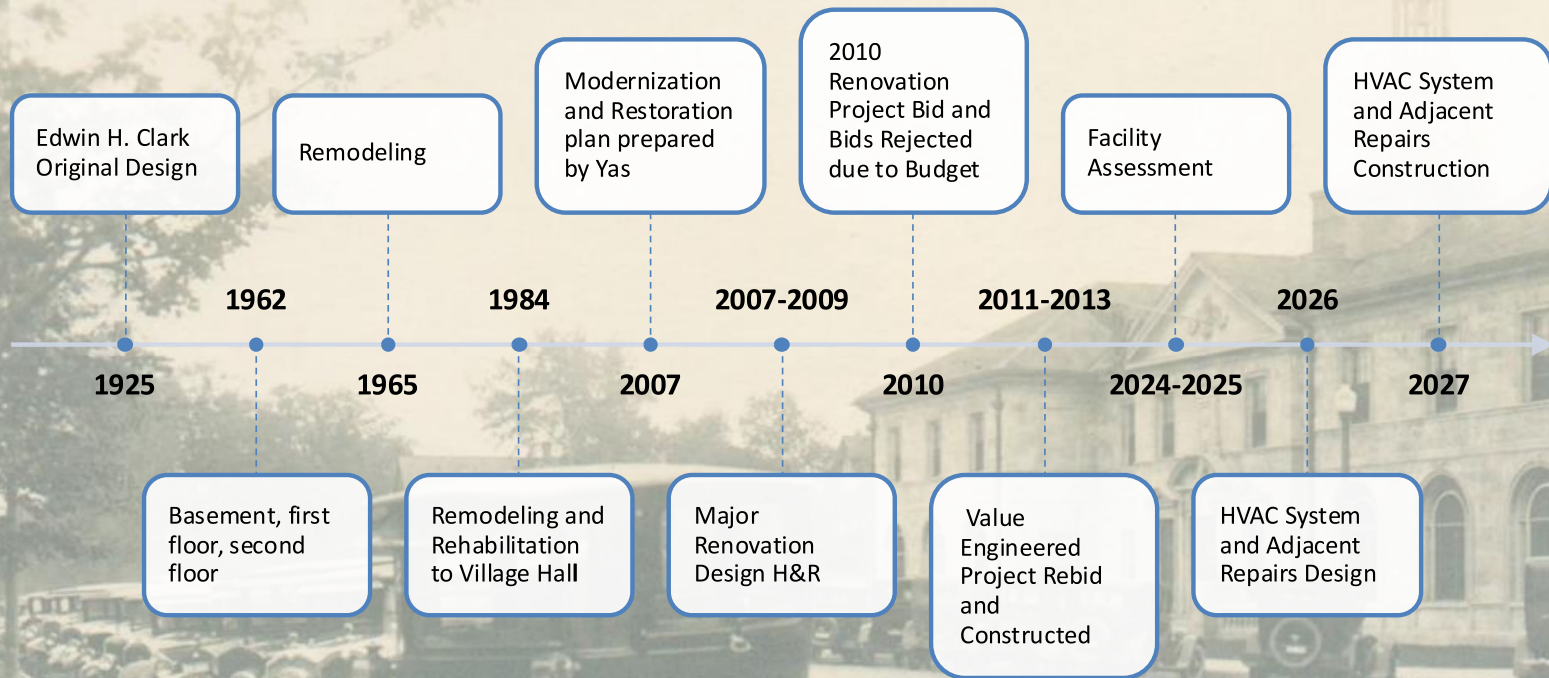 Edwin H. Clark
Original Design
Remodeling
Modernization
and Restoration
plan prepared
by Yas
2010
Renovation
Project Bid and
Bids Rejected
due to Budget
Facility
Assessment
HVAC System
and Adjacent
Repairs
Construction
1962
1984
2007-2009
2011-2013
2026
1925
1965
2007
2010
2024-2025
2027
Basement, first
floor, second
floor
Remodeling and
Rehabilitation
to Village Hall
Major
Renovation
Design H&R
Value
Engineered
Project Rebid
and
Constructed
HVAC System
and Adjacent
Repairs Design